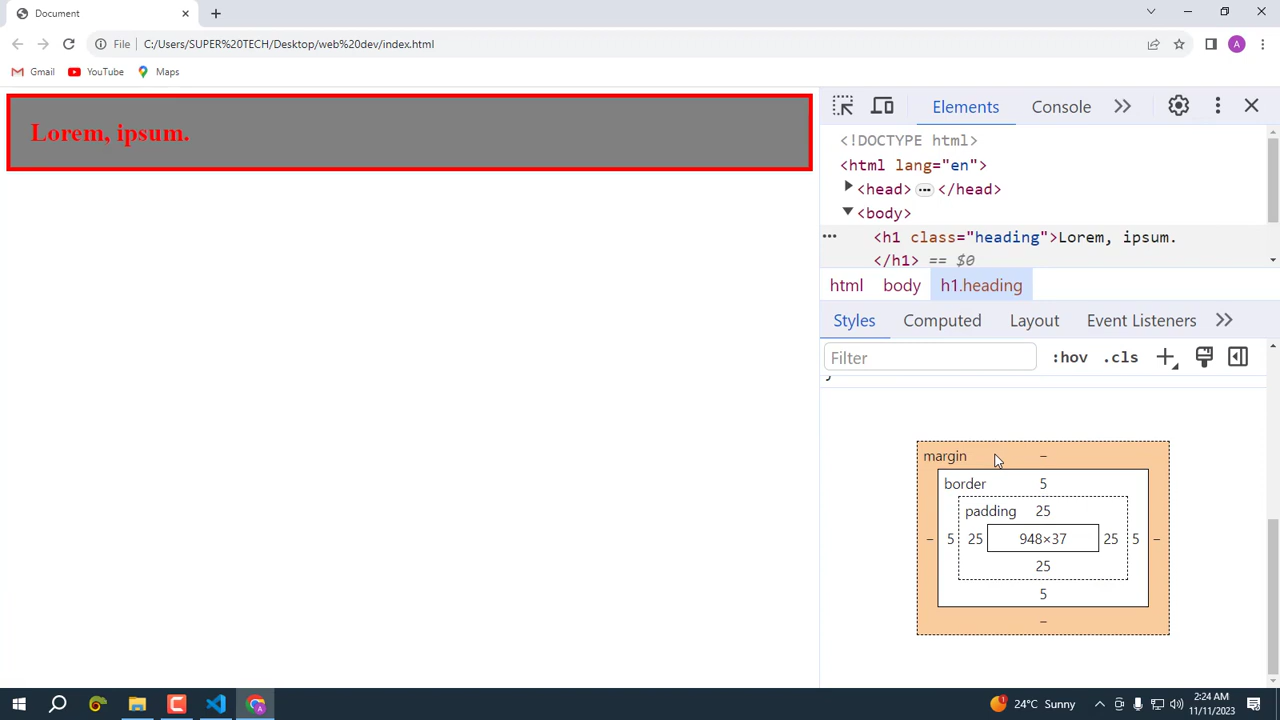 Document
File C:/Users/SUPER%20TECH/Desktop/web%20dev/index.html
A
Gmail YouTube Maps
Lorem, ipsum.
Elements Console
<!DOCTYPE html>
<html lang="en">
<head> ••• </head>
<body>
••• <h1 class="heading">Lorem, ipsum.
</h1> == $0
html body h1.heading
Styles Computed Layout Event Listeners
Filter :hov .cls
}
margin –
border 5
padding 25
– 5 25 948×37 25 5 –
25
5
–
1 24°C Sunny
2:24 AM
11/11/2023